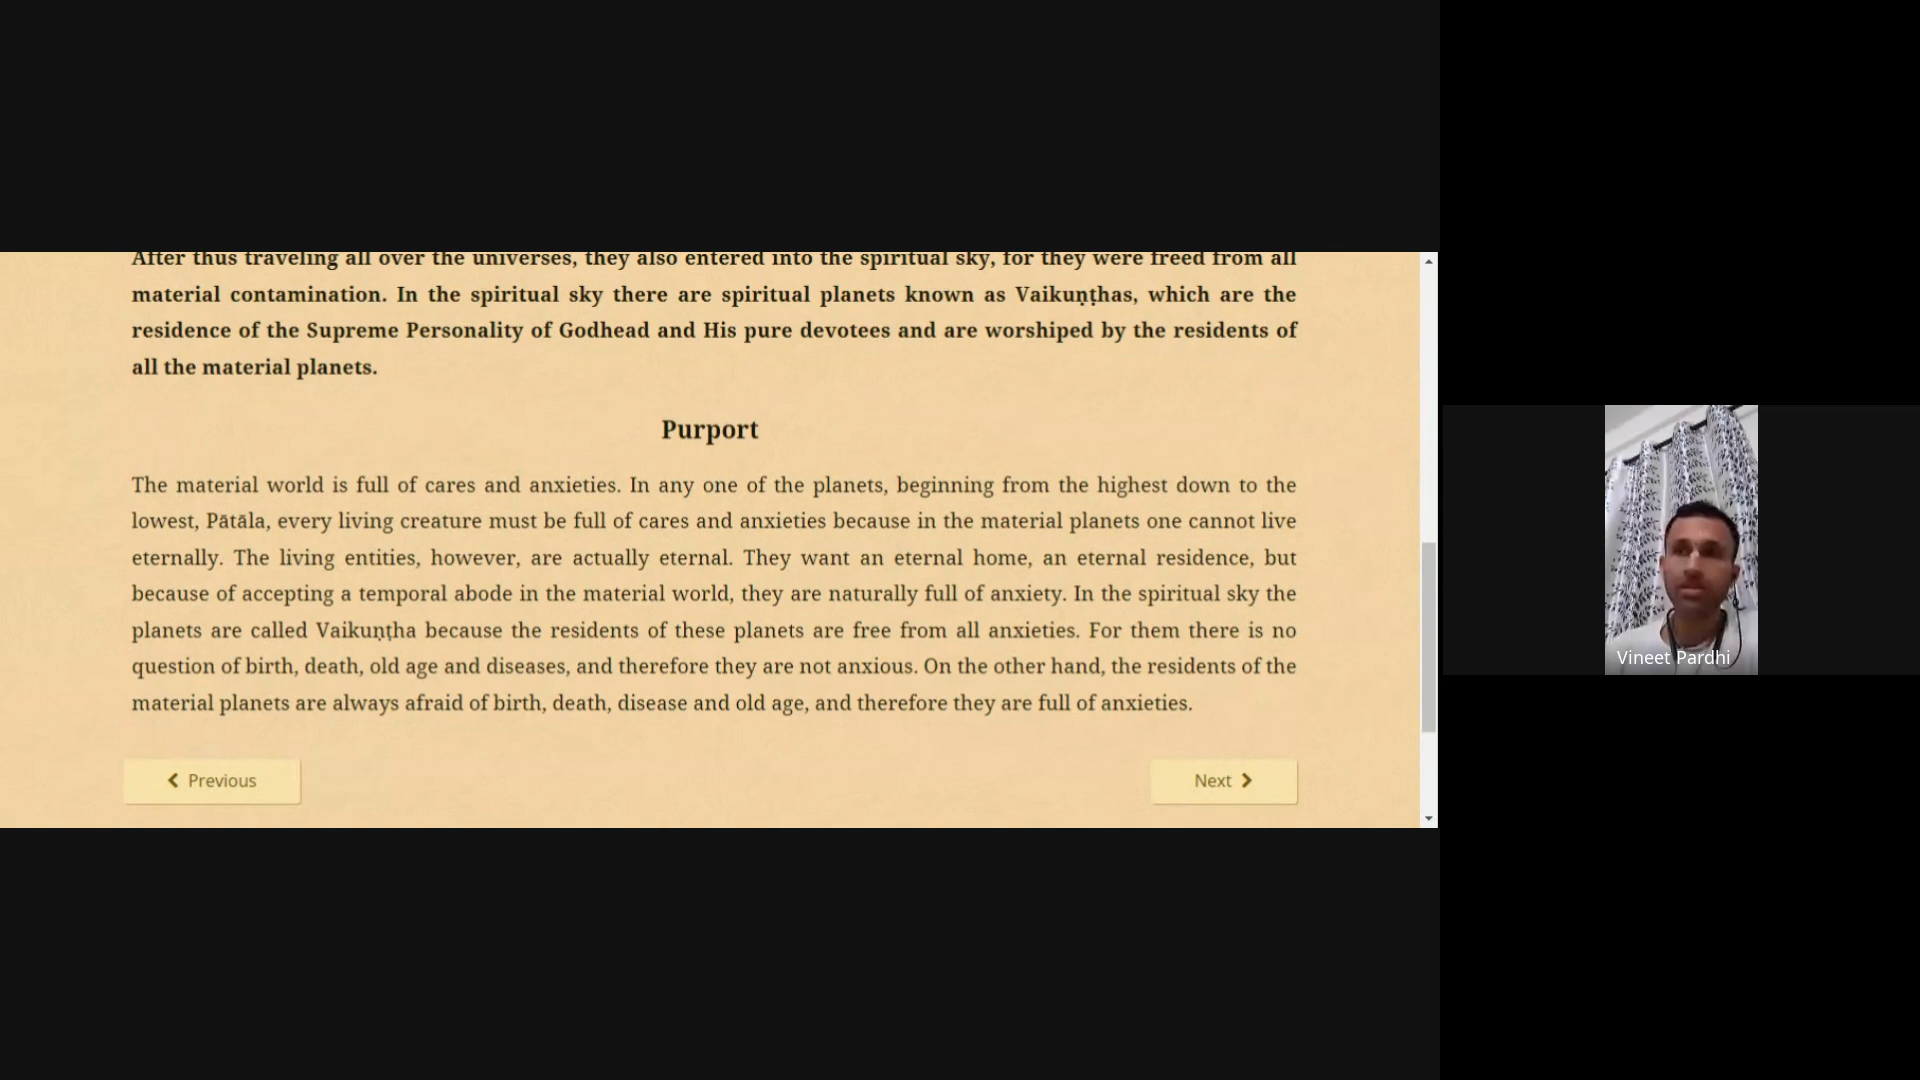 After thus traveling all over the universes, they also entered into the spiritual sky, for they were freed from all
material contamination. In the spiritual sky there are spiritual planets known as Vaikuṇṭhas, which are the
residence of the Supreme Personality of Godhead and His pure devotees and are worshiped by the residents of
all the material planets.
Purport
The material world is full of cares and anxieties. In any one of the planets, beginning from the highest down to the
lowest, Pātāla, every living creature must be full of cares and anxieties because in the material planets one cannot live
eternally. The living entities, however, are actually eternal. They want an eternal home, an eternal residence, but
because of accepting a temporal abode in the material world, they are naturally full of anxiety. In the spiritual sky the
planets are called Vaikuṇṭha because the residents of these planets are free from all anxieties. For them there is no
question of birth, death, old age and diseases, and therefore they are not anxious. On the other hand, the residents of the
material planets are always afraid of birth, death, disease and old age, and therefore they are full of anxieties.
Previous
Next
Vineet Pardhi